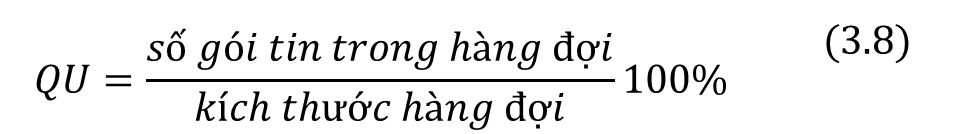 QU = số gói tin trong hàng đợi / kích thước hàng đợi 100% (3.8)